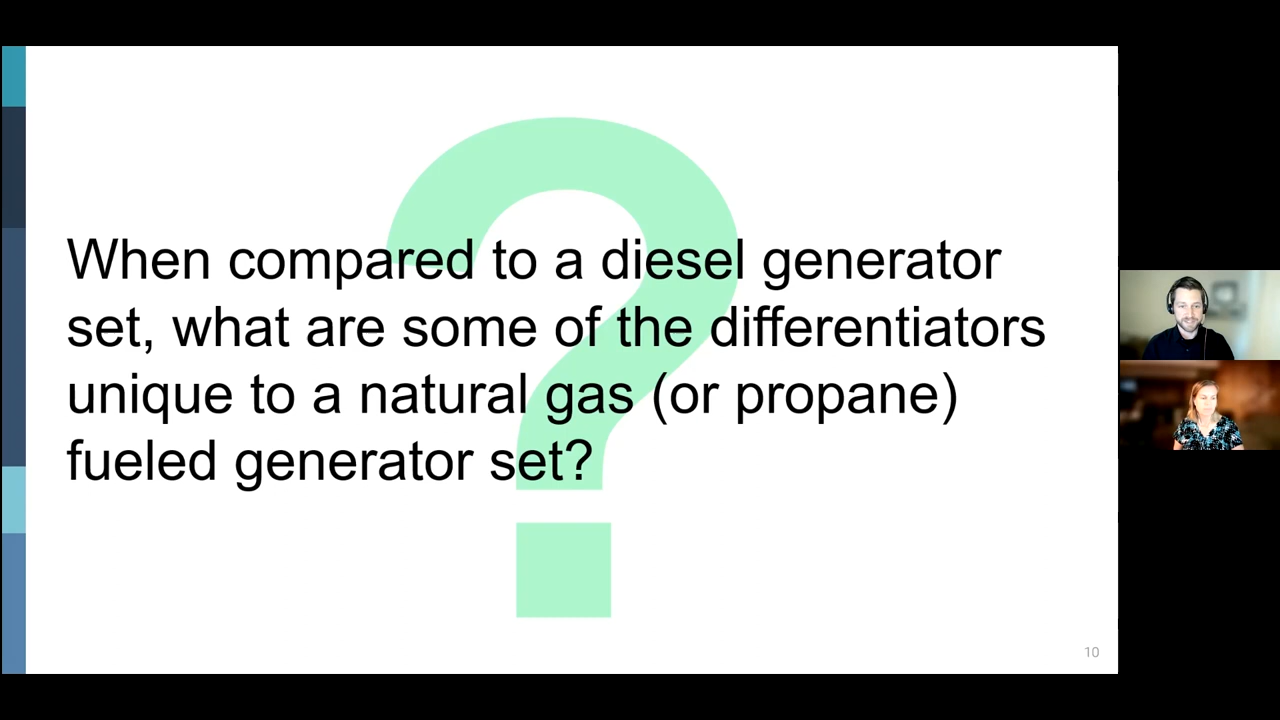 When compared to a diesel generator
set, what are some of the differentiators
unique to a natural gas (or propane)
fueled generator set?
10